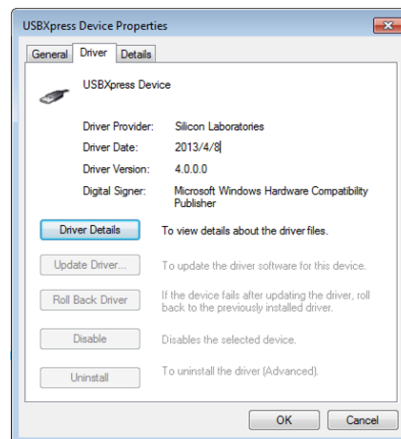 USBXpress Device Properties
General Driver Details
USBXpress Device
Driver Provider: Silicon Laboratories
Driver Date: 2013/4/8
Driver Version: 4.0.0.0
Digital Signer: Microsoft Windows Hardware Compatibility
Publisher
Driver Details To view details about the driver files.
Update Driver... To update the driver software for this device.
Roll Back Driver If the device fails after updating the driver, roll
back to the previously installed driver.
Disable Disables the selected device.
Uninstall To uninstall the driver (Advanced).
OK Cancel